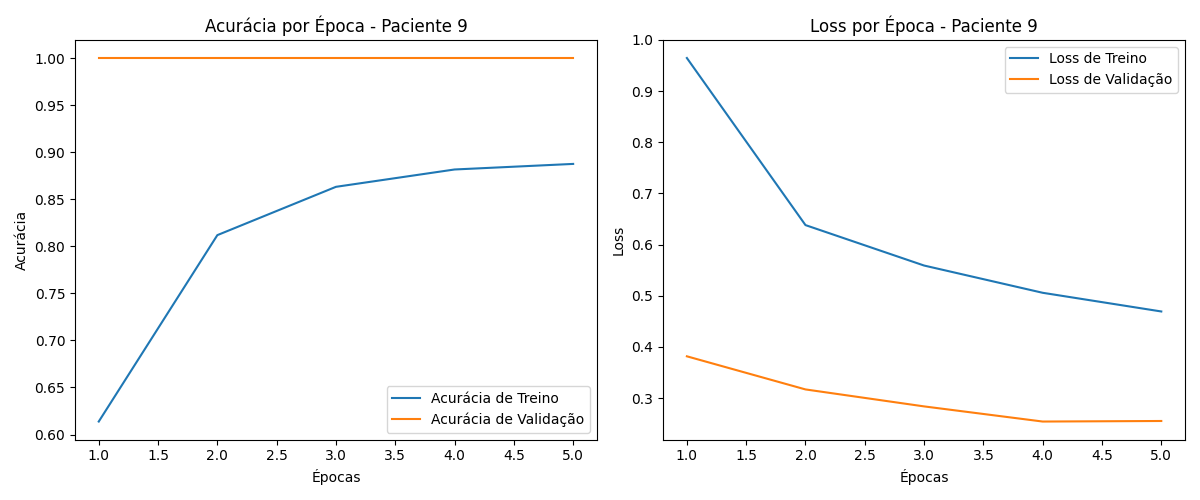 Acurácia por Época - Paciente 9
Acurácia
1.00
0.95
0.90
0.85
0.80
0.75
0.70
0.65
0.60
Acurácia de Treino
Acurácia de Validação
1.0 1.5 2.0 2.5 3.0 3.5 4.0 4.5 5.0
Épocas
Loss por Época - Paciente 9
Loss
1.0
0.9
0.8
0.7
0.6
0.5
0.4
0.3
Loss de Treino
Loss de Validação
1.0 1.5 2.0 2.5 3.0 3.5 4.0 4.5 5.0
Épocas